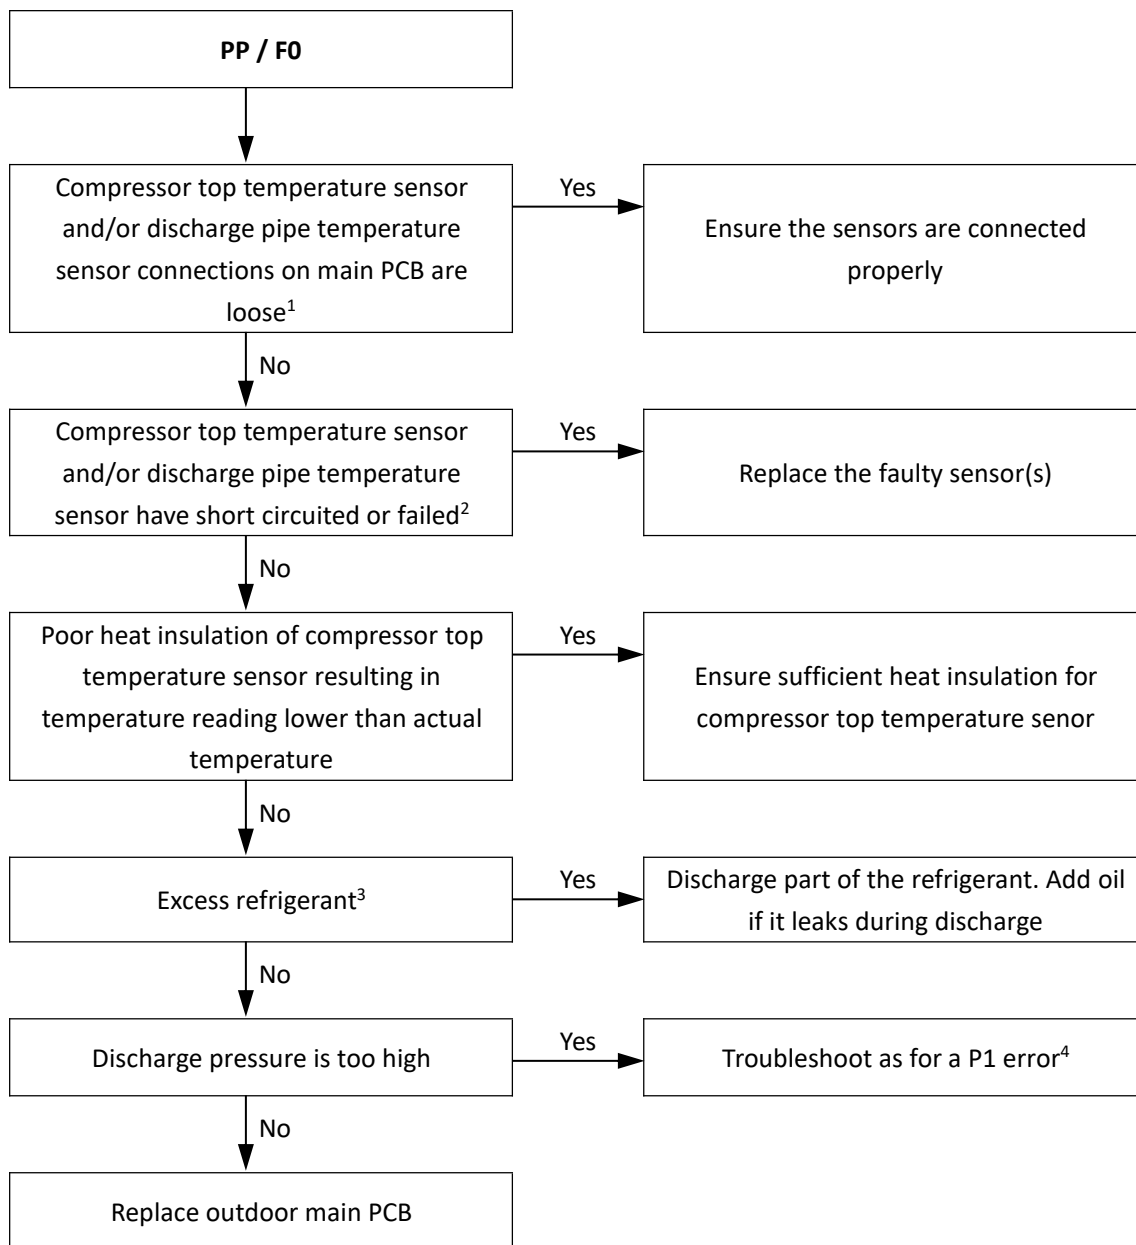 PP / F0
Compressor top temperature sensor
and/or discharge pipe temperature
sensor connections on main PCB are
loose¹
Yes
Ensure the sensors are connected
properly
No
Compressor top temperature sensor
and/or discharge pipe temperature
sensor have short circuited or failed²
Yes
Replace the faulty sensor(s)
No
Poor heat insulation of compressor top
temperature sensor resulting in
temperature reading lower than actual
temperature
Yes
Ensure sufficient heat insulation for
compressor top temperature senor
No
Excess refrigerant³
Yes
Discharge part of the refrigerant. Add oil
if it leaks during discharge
No
Discharge pressure is too high
Yes
Troubleshoot as for a P1 error⁴
No
Replace outdoor main PCB